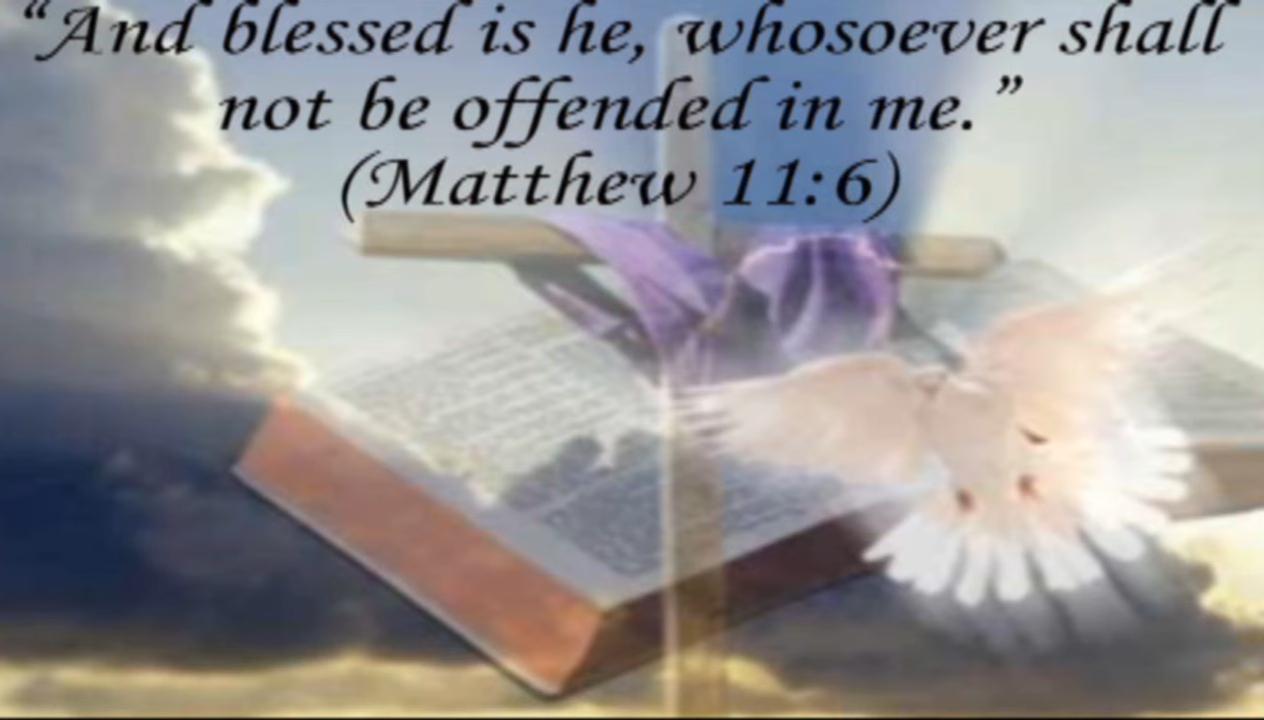 “And blessed is he, whosoever shall
not be offended in me.”
(Matthew 11:6)